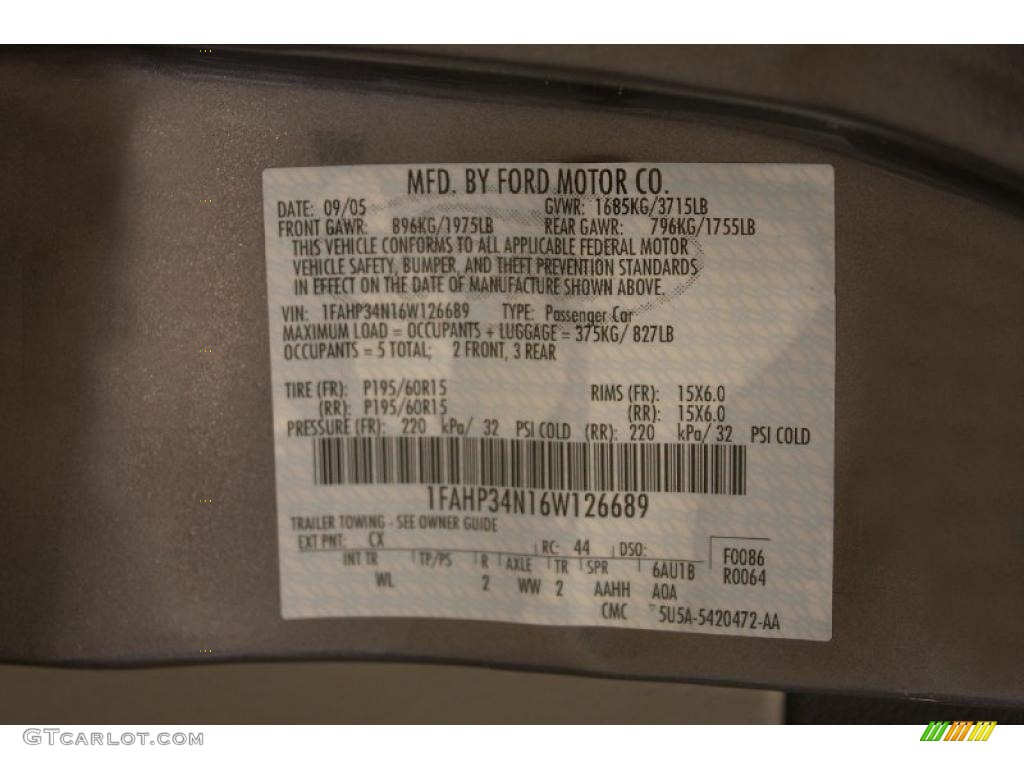 MFD. BY FORD MOTOR CO.
DATE: 09/05 GVWR: 1685KG/3715LB
FRONT GAWR: 896KG/1975LB REAR GAWR: 796KG/1755LB
THIS VEHICLE CONFORMS TO ALL APPLICABLE FEDERAL MOTOR
VEHICLE SAFETY, BUMPER, AND THEFT PREVENTION STANDARDS
IN EFFECT ON THE DATE OF MANUFACTURE SHOWN ABOVE.
VIN: 1FAHP34N16W126689 TYPE: Passenger Car
MAXIMUM LOAD = OCCUPANTS + LUGGAGE = 375KG/ 827LB
OCCUPANTS = 5 TOTAL; 2 FRONT, 3 REAR
TIRE (FR): P195/60R15 RIMS (FR): 15X6.0
(RR): P195/60R15 (RR): 15X6.0
PRESSURE (FR): 220 kPa/ 32 PSI COLD (RR): 220 kPa/ 32 PSI COLD
1FAHP34N16W126689
TRAILER TOWING - SEE OWNER GUIDE
EXT PNT: CX RC: 44 DSO: F0086
INT TR TP/PS R AXLE TR SPR 6AU1B R0064
WL 2 WW 2 AAHH A0A
CMC 5U5A-5420472-AA
GTCARLOT.COM